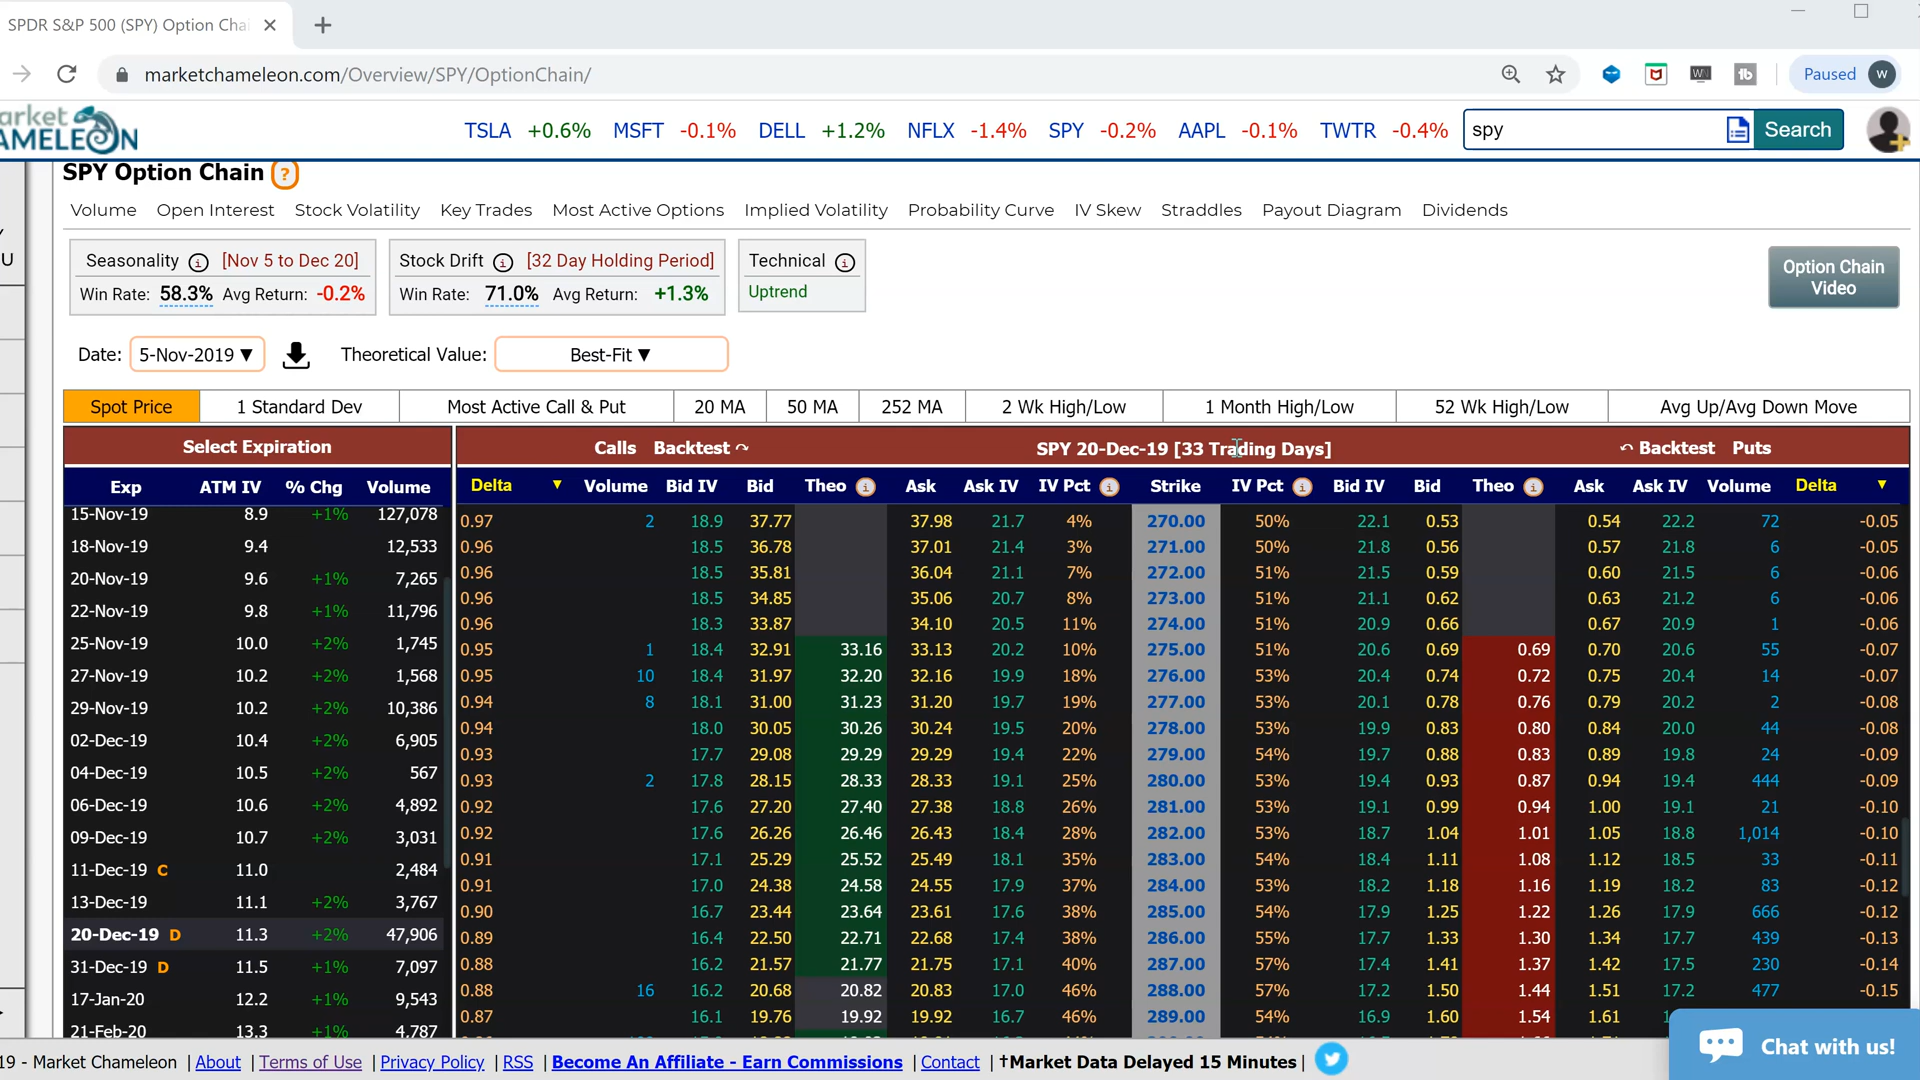 SPDR S&P 500 (SPY) Option Chai
marketchameleon.com/Overview/SPY/OptionChain/
Paused W
arket
AMELEON
TSLA +0.6% MSFT -0.1% DELL +1.2% NFLX -1.4% SPY -0.2% AAPL -0.1% TWTR -0.4% spy Search
SPY Option Chain ?
Volume Open Interest Stock Volatility Key Trades Most Active Options Implied Volatility Probability Curve IV Skew Straddles Payout Diagram Dividends
Seasonality i [Nov 5 to Dec 20] Stock Drift i [32 Day Holding Period] Technical i
Win Rate: 58.3% Avg Return: -0.2% Win Rate: 71.0% Avg Return: +1.3% Uptrend
Option Chain
Video
Date: 5-Nov-2019 ▼ Theoretical Value: Best-Fit ▼
Spot Price 1 Standard Dev Most Active Call & Put 20 MA 50 MA 252 MA 2 Wk High/Low 1 Month High/Low 52 Wk High/Low Avg Up/Avg Down Move
Select Expiration
Exp ATM IV % Chg Volume
15-Nov-19 8.9 +1% 127,078
18-Nov-19 9.4 12,533
20-Nov-19 9.6 +1% 7,265
22-Nov-19 9.8 +1% 11,796
25-Nov-19 10.0 +2% 1,745
27-Nov-19 10.2 +2% 1,568
29-Nov-19 10.2 +2% 10,386
02-Dec-19 10.4 +2% 6,905
04-Dec-19 10.5 +2% 567
06-Dec-19 10.6 +2% 4,892
09-Dec-19 10.7 +2% 3,031
11-Dec-19 C 11.0 2,484
13-Dec-19 11.1 +2% 3,767
20-Dec-19 D 11.3 +2% 47,906
31-Dec-19 D 11.5 +1% 7,097
17-Jan-20 12.2 +1% 9,543
21-Feb-20 13.3 +1% 4,787
Calls Backtest SPY 20-Dec-19 [33 Trading Days] Backtest Puts
Delta ▼ Volume Bid IV Bid Theo i Ask Ask IV IV Pct i Strike IV Pct i Bid IV Bid Theo i Ask Ask IV Volume Delta ▼
0.97 2 18.9 37.77 37.98 21.7 4% 270.00 50% 22.1 0.53 0.54 22.2 72 -0.05
0.96 18.5 36.78 37.01 21.4 3% 271.00 50% 21.8 0.56 0.57 21.8 6 -0.05
0.96 18.5 35.81 36.04 21.1 7% 272.00 51% 21.5 0.59 0.60 21.5 6 -0.06
0.96 18.5 34.85 35.06 20.7 8% 273.00 51% 21.1 0.62 0.63 21.2 6 -0.06
0.96 18.3 33.87 34.10 20.5 11% 274.00 51% 20.9 0.66 0.67 20.9 1 -0.06
0.95 1 18.4 32.91 33.16 33.13 20.2 10% 275.00 51% 20.6 0.69 0.69 0.70 20.6 55 -0.07
0.95 10 18.4 31.97 32.20 32.16 19.9 18% 276.00 53% 20.4 0.74 0.72 0.75 20.4 14 -0.07
0.94 8 18.1 31.00 31.23 31.20 19.7 19% 277.00 53% 20.1 0.78 0.76 0.79 20.2 2 -0.08
0.94 18.0 30.05 30.26 30.24 19.5 20% 278.00 53% 19.9 0.83 0.80 0.84 20.0 44 -0.08
0.93 17.7 29.08 29.29 29.29 19.4 22% 279.00 54% 19.7 0.88 0.83 0.89 19.8 24 -0.09
0.93 2 17.8 28.15 28.33 28.33 19.1 25% 280.00 53% 19.4 0.93 0.87 0.94 19.4 444 -0.09
0.92 17.6 27.20 27.40 27.38 18.8 26% 281.00 53% 19.1 0.99 0.94 1.00 19.1 21 -0.10
0.92 17.6 26.26 26.46 26.43 18.4 28% 282.00 53% 18.7 1.04 1.01 1.05 18.8 1,014 -0.10
0.91 17.1 25.29 25.52 25.49 18.1 35% 283.00 54% 18.4 1.11 1.08 1.12 18.5 33 -0.11
0.91 17.0 24.38 24.58 24.55 17.9 37% 284.00 53% 18.2 1.18 1.16 1.19 18.2 83 -0.12
0.90 16.7 23.44 23.64 23.61 17.6 38% 285.00 54% 17.9 1.25 1.22 1.26 17.9 666 -0.12
0.89 16.4 22.50 22.71 22.68 17.4 38% 286.00 55% 17.7 1.33 1.30 1.34 17.7 439 -0.13
0.88 16.2 21.57 21.77 21.75 17.1 40% 287.00 57% 17.4 1.41 1.37 1.42 17.5 230 -0.14
0.88 16 16.2 20.68 20.82 20.83 17.0 46% 288.00 57% 17.2 1.50 1.44 1.51 17.2 477 -0.15
0.87 16.1 19.76 19.92 19.92 16.7 46% 289.00 54% 16.9 1.60 1.54 1.61
19 - Market Chameleon | About | Terms of Use | Privacy Policy | RSS | Become An Affiliate - Earn Commissions | Contact | †Market Data Delayed 15 Minutes |
Chat with us!